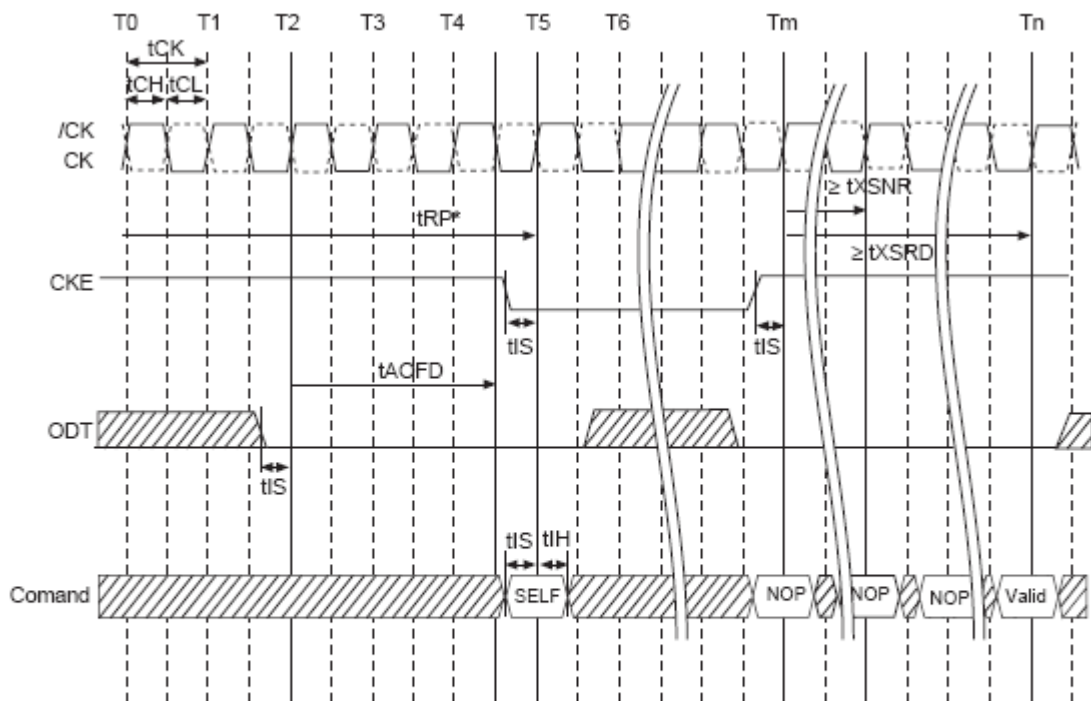 T0 T1 T2 T3 T4 T5 T6 Tm Tn
tCK
tCH tCL
/CK
CK
≥ tXSNR
tRP*
≥ tXSRD
CKE
tIS
tIS
tAOFD
ODT
tIS
tIS tIH
Comand
SELF NOP NOP NOP Valid